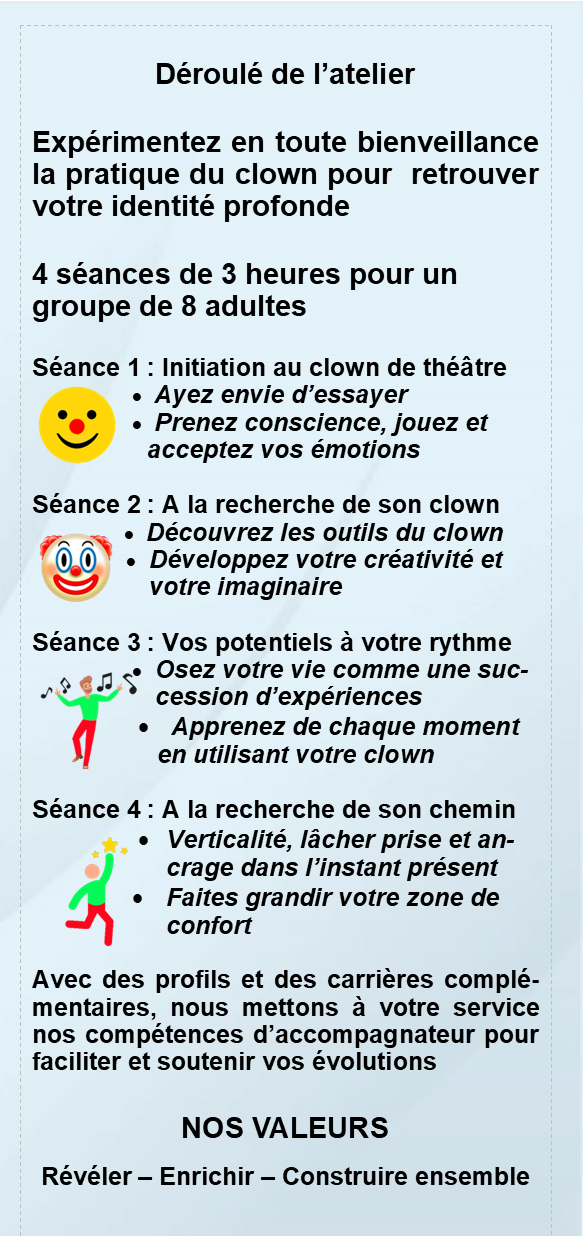 Déroulé de l’atelier
Expérimentez en toute bienveillance
la pratique du clown pour  retrouver
votre identité profonde
4 séances de 3 heures pour un
groupe de 8 adultes
Séance 1 : Initiation au clown de théâtre
• Ayez envie d’essayer
• Prenez conscience, jouez et
acceptez vos émotions
Séance 2 : A la recherche de son clown
• Découvrez les outils du clown
• Développez votre créativité et
votre imaginaire
Séance 3 : Vos potentiels à votre rythme
• Osez votre vie comme une suc-
cession d’expériences
• Apprenez de chaque moment
en utilisant votre clown
Séance 4 : A la recherche de son chemin
• Verticalité, lâcher prise et an-
crage dans l’instant présent
• Faites grandir votre zone de
confort
Avec des profils et des carrières complé-
mentaires, nous mettons à votre service
nos compétences d’accompagnateur pour
faciliter et soutenir vos évolutions
NOS VALEURS
Révéler – Enrichir – Construire ensemble